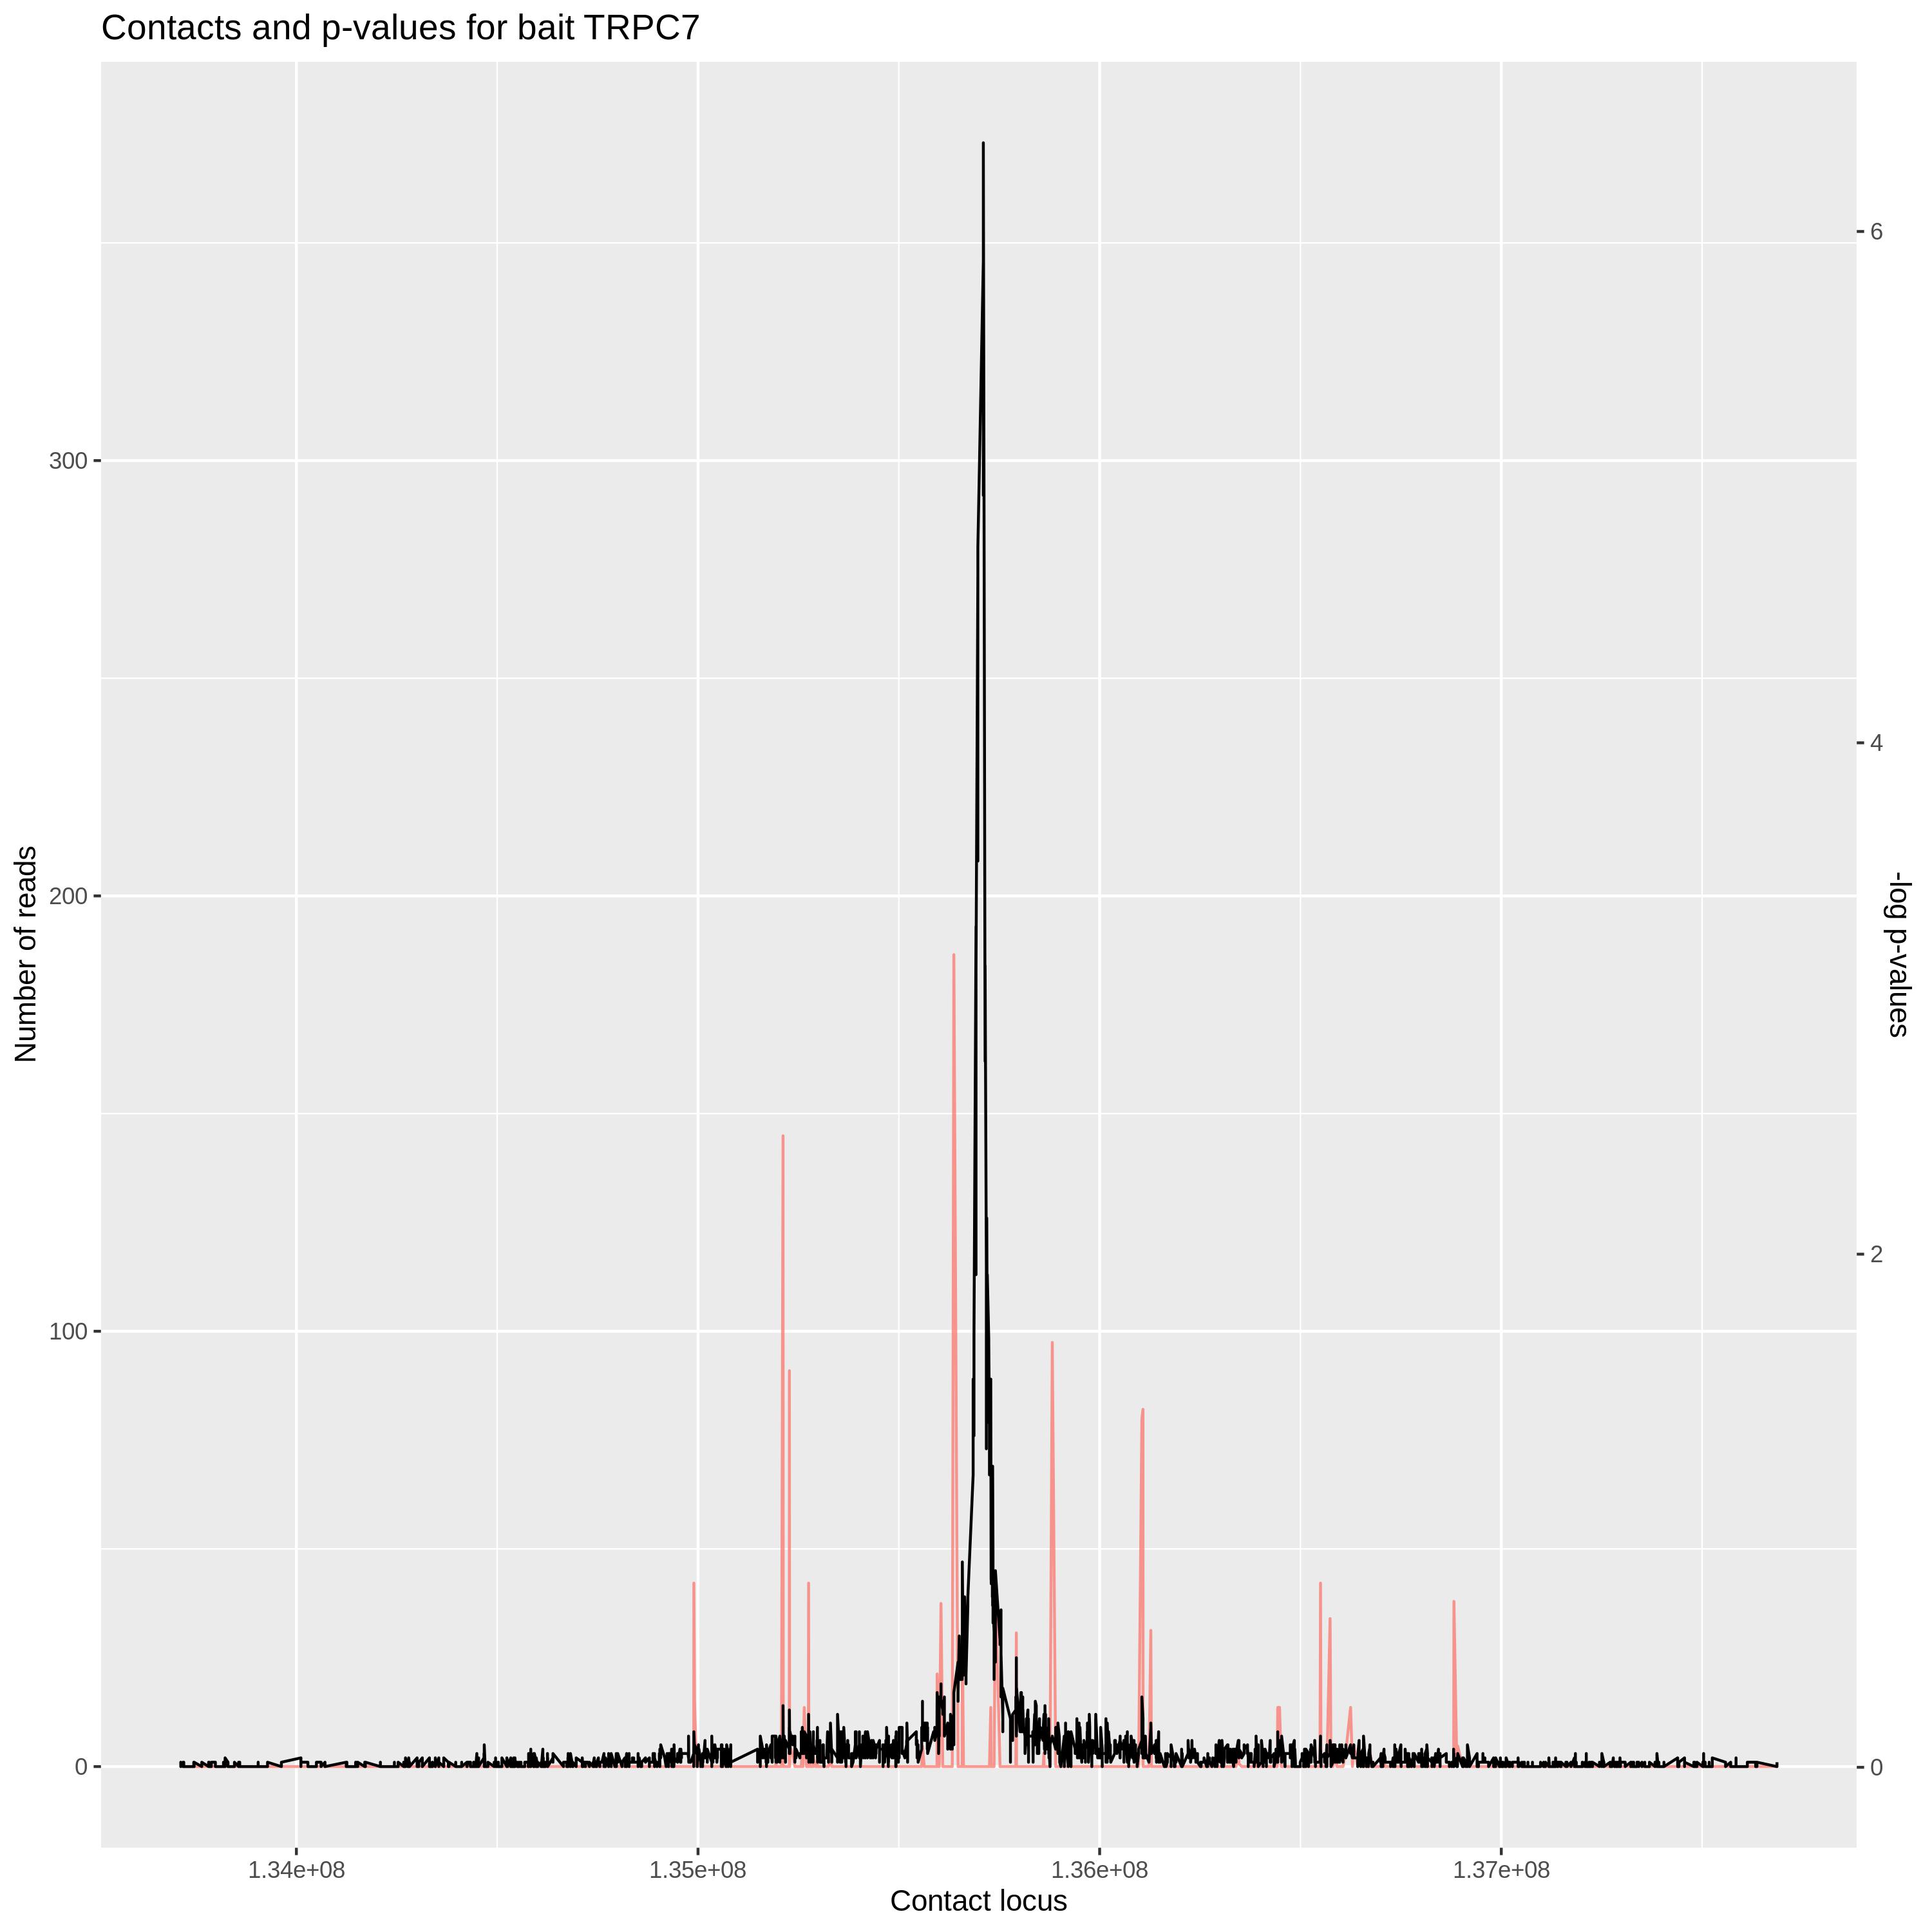 Contacts and p-values for bait TRPC7
Number of reads
300
200
100
0
6
4
2
0
-log p-values
1.34e+08
1.35e+08
1.36e+08
1.37e+08
Contact locus